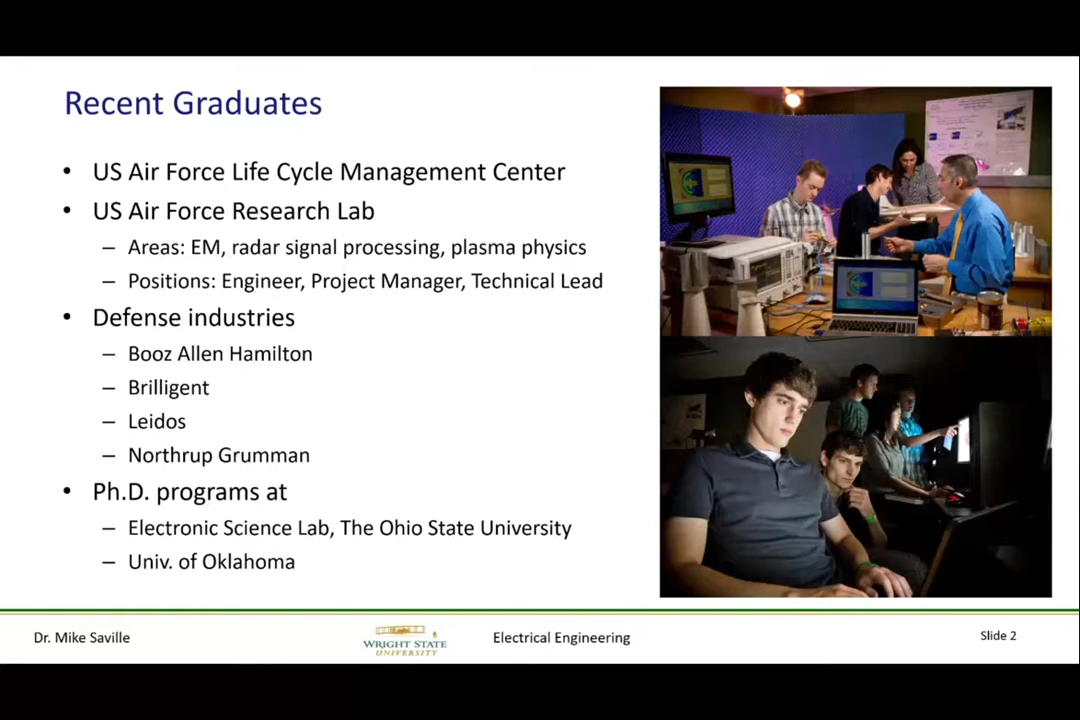 Recent Graduates
• US Air Force Life Cycle Management Center
• US Air Force Research Lab
– Areas: EM, radar signal processing, plasma physics
– Positions: Engineer, Project Manager, Technical Lead
• Defense industries
– Booz Allen Hamilton
– Brilligent
– Leidos
– Northrup Grumman
• Ph.D. programs at
– Electronic Science Lab, The Ohio State University
– Univ. of Oklahoma
Dr. Mike Saville
WRIGHT STATE
UNIVERSITY
Electrical Engineering
Slide 2